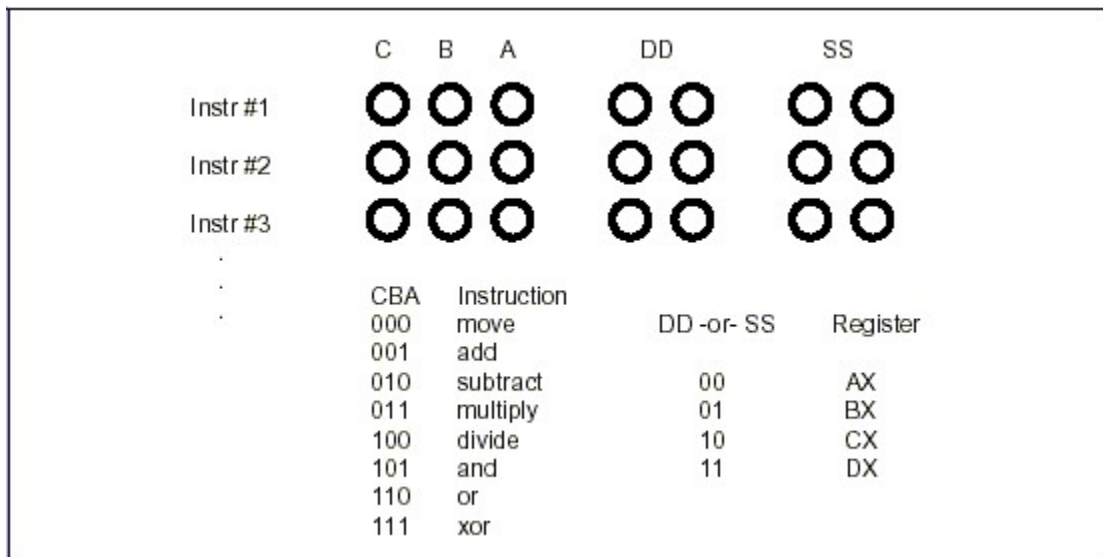 C B A DD SS
Instr #1
Instr #2
Instr #3
.
.
.
CBA Instruction
000 move DD -or- SS Register
001 add
010 subtract 00 AX
011 multiply 01 BX
100 divide 10 CX
101 and 11 DX
110 or
111 xor